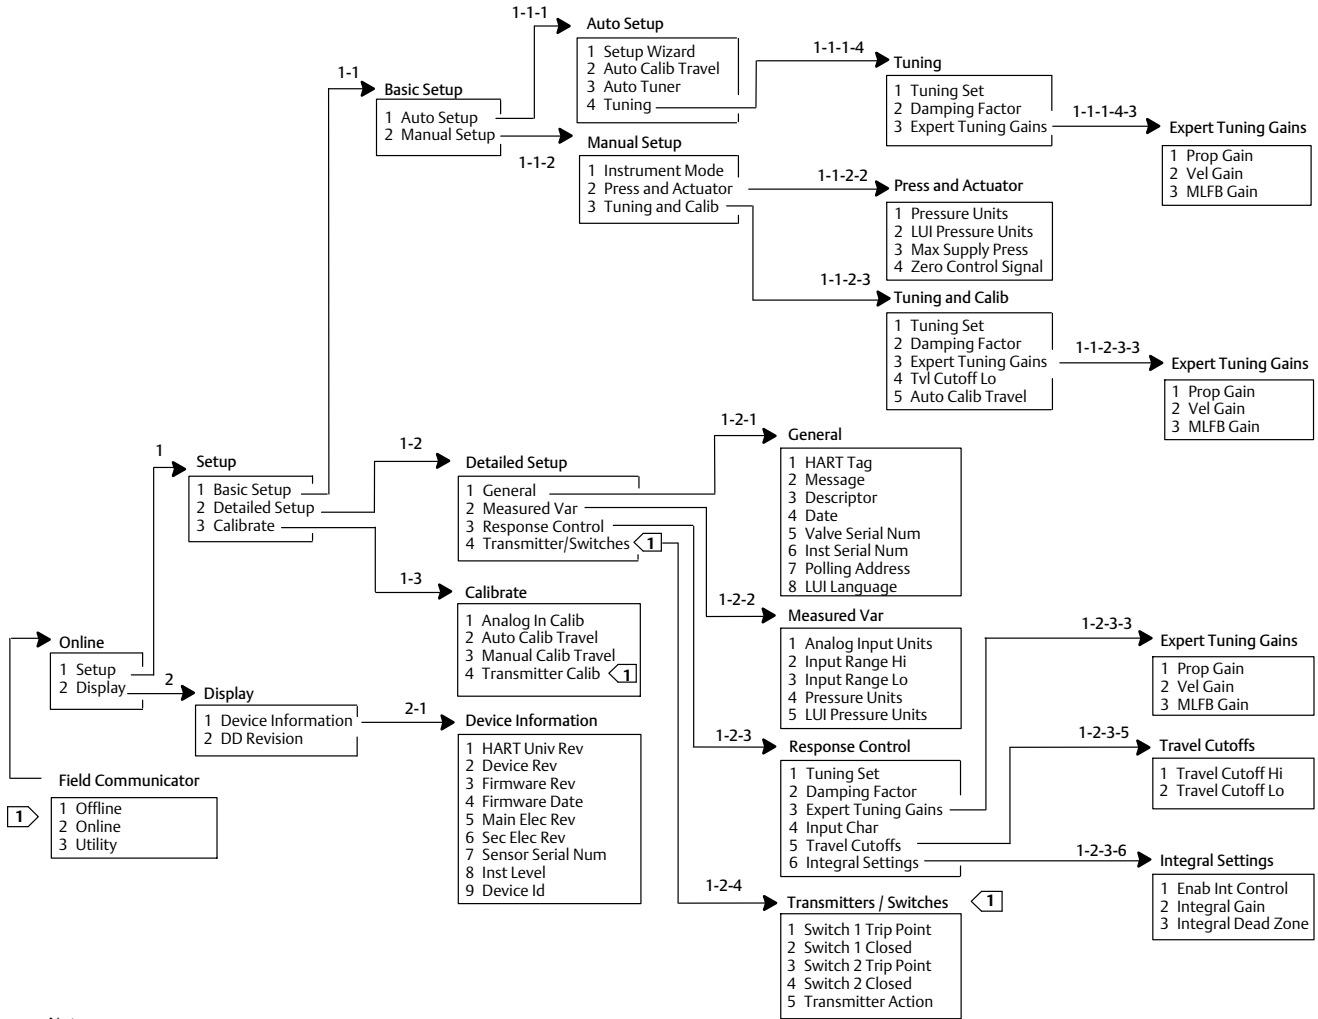 1-1-1
Auto Setup
1 Setup Wizard
2 Auto Calib Travel
3 Auto Tuner
4 Tuning
1-1-1-4
Tuning
1 Tuning Set
2 Damping Factor
3 Expert Tuning Gains
1-1-1-4-3
Expert Tuning Gains
1 Prop Gain
2 Vel Gain
3 MLFB Gain
1-1
Basic Setup
1 Auto Setup
2 Manual Setup
1-1-2
Manual Setup
1 Instrument Mode
2 Press and Actuator
3 Tuning and Calib
1-1-2-2
Press and Actuator
1 Pressure Units
2 LUI Pressure Units
3 Max Supply Press
4 Zero Control Signal
1-1-2-3
Tuning and Calib
1 Tuning Set
2 Damping Factor
3 Expert Tuning Gains
4 Tvl Cutoff Lo
5 Auto Calib Travel
1-1-2-3-3
Expert Tuning Gains
1 Prop Gain
2 Vel Gain
3 MLFB Gain
1
Setup
1 Basic Setup
2 Detailed Setup
3 Calibrate
1-2
Detailed Setup
1 General
2 Measured Var
3 Response Control
4 Transmitter/Switches
1
1-2-1
General
1 HART Tag
2 Message
3 Descriptor
4 Date
5 Valve Serial Num
6 Inst Serial Num
7 Polling Address
8 LUI Language
1-3
Calibrate
1 Analog In Calib
2 Auto Calib Travel
3 Manual Calib Travel
4 Transmitter Calib
1
1-2-2
Measured Var
1 Analog Input Units
2 Input Range Hi
3 Input Range Lo
4 Pressure Units
5 LUI Pressure Units
1-2-3-3
Expert Tuning Gains
1 Prop Gain
2 Vel Gain
3 MLFB Gain
Online
1 Setup
2 Display
2
Display
1 Device Information
2 DD Revision
2-1
Device Information
1 HART Univ Rev
2 Device Rev
3 Firmware Rev
4 Firmware Date
5 Main Elec Rev
6 Sec Elec Rev
7 Sensor Serial Num
8 Inst Level
9 Device Id
1-2-3
Response Control
1 Tuning Set
2 Damping Factor
3 Expert Tuning Gains
4 Input Char
5 Travel Cutoffs
6 Integral Settings
1-2-3-5
Travel Cutoffs
1 Travel Cutoff Hi
2 Travel Cutoff Lo
1-2-3-6
Integral Settings
1 Enab Int Control
2 Integral Gain
3 Integral Dead Zone
Field Communicator
1
1 Offline
2 Online
3 Utility
1-2-4
Transmitters / Switches
1
1 Switch 1 Trip Point
2 Switch 1 Closed
3 Switch 2 Trip Point
4 Switch 2 Closed
5 Transmitter Action